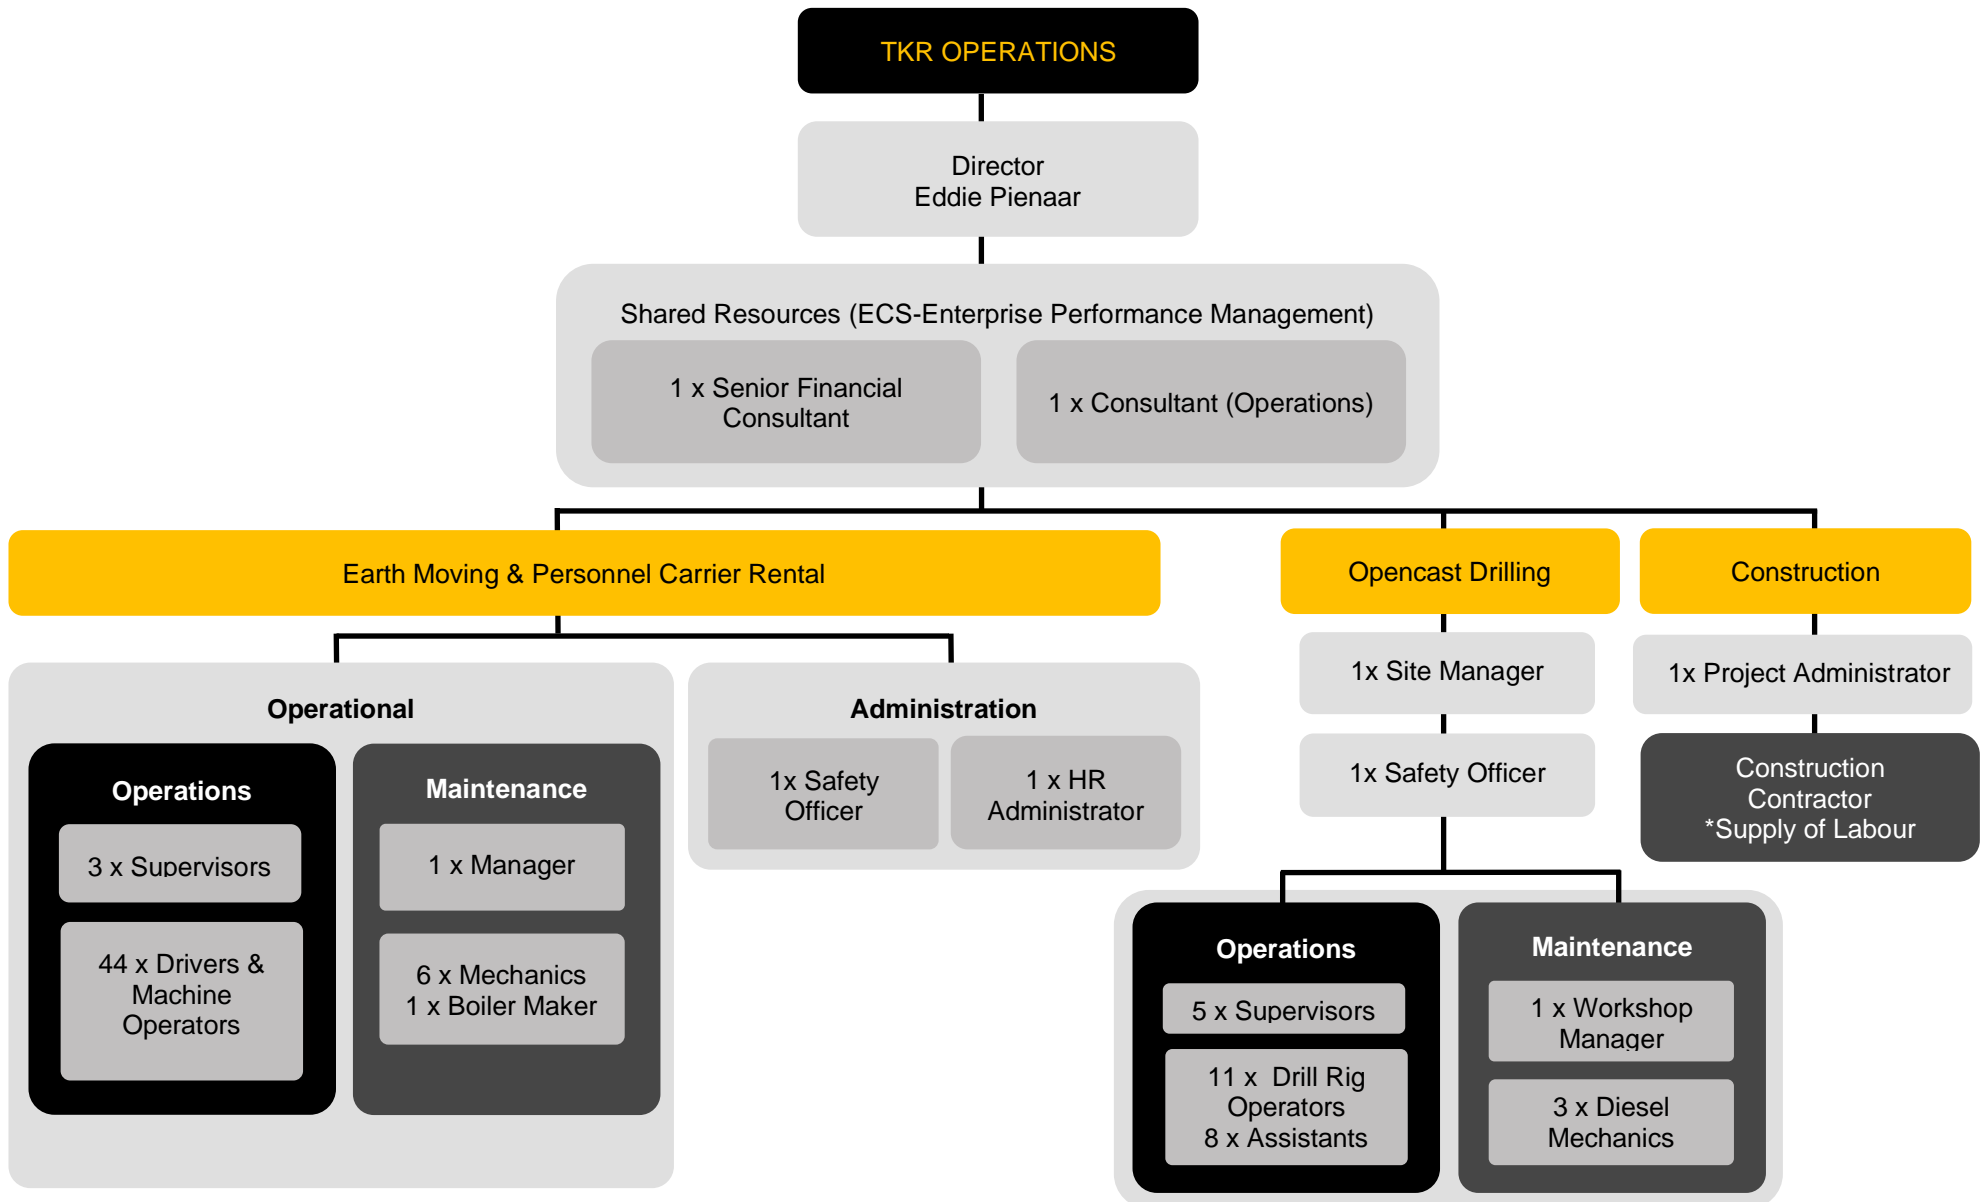 TKR OPERATIONS
Director
Eddie Pienaar
Shared Resources (ECS-Enterprise Performance Management)
1 x Senior Financial
Consultant
1 x Consultant (Operations)
Earth Moving & Personnel Carrier Rental
Opencast Drilling
Construction
Operational
Operations
3 x Supervisors
44 x Drivers &
Machine
Operators
Maintenance
1 x Manager
6 x Mechanics
1 x Boiler Maker
Administration
1x Safety
Officer
1 x HR
Administrator
1x Site Manager
1x Safety Officer
Operations
5 x Supervisors
11 x  Drill Rig
Operators
8 x Assistants
Maintenance
1 x Workshop
Manager
3 x Diesel
Mechanics
1x Project Administrator
Construction
Contractor
*Supply of Labour